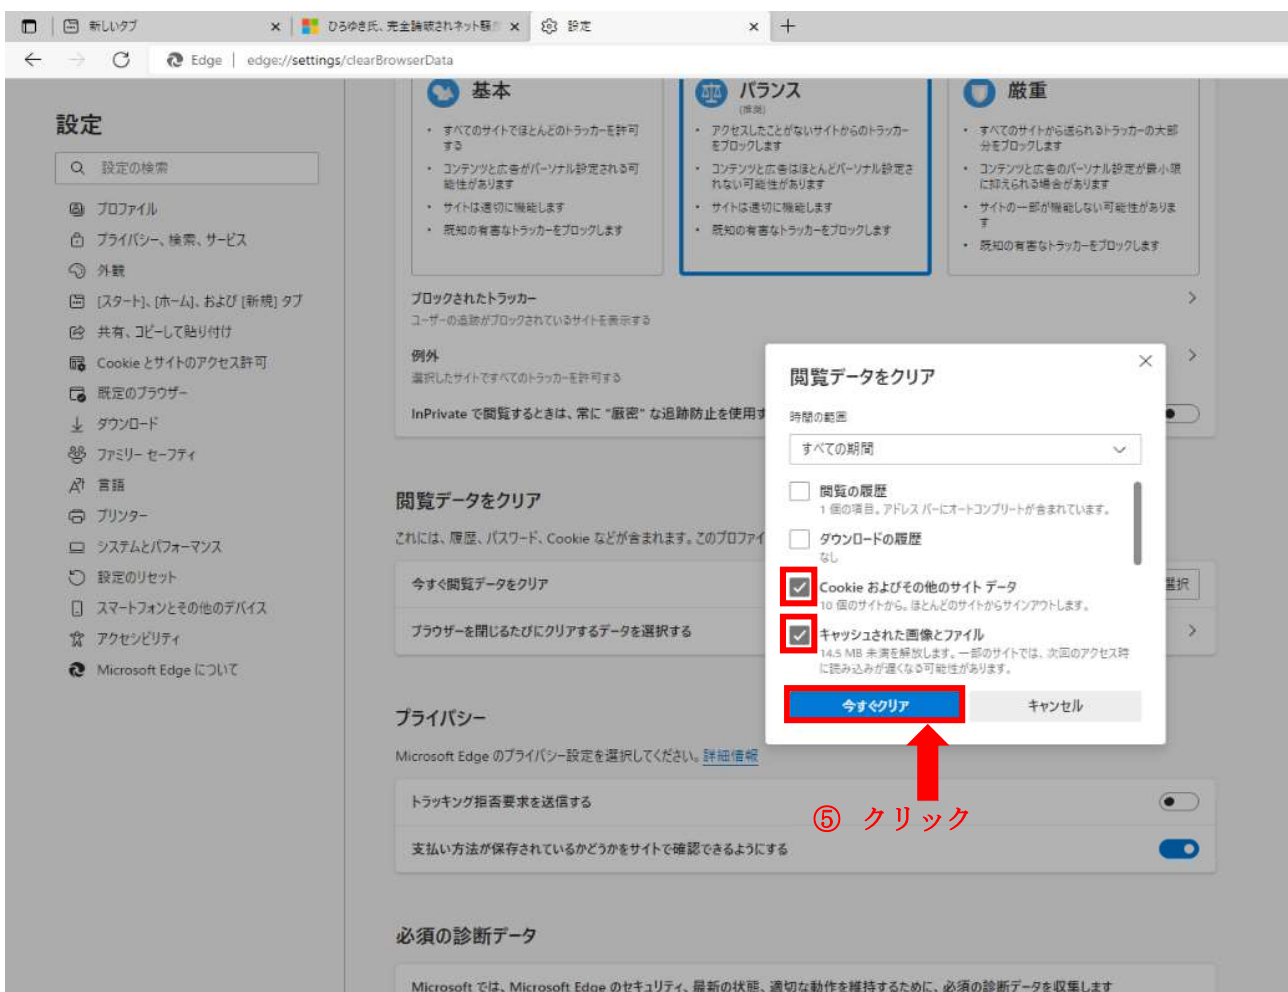 新しいタブ
ひろゆき氏、完全論破されネット騒
設定
Edge | edge://settings/clearBrowserData
設定
設定の検索
プロファイル
プライバシー、検索、サービス
外観
[スタート]、[ホーム]、および [新規] タブ
共有、コピーして貼り付け
Cookie とサイトのアクセス許可
既定のブラウザー
ダウンロード
ファミリー セーフティ
言語
プリンター
システムとパフォーマンス
設定のリセット
スマートフォンとその他のデバイス
アクセシビリティ
Microsoft Edge について
基本
・ すべてのサイトでほとんどのトラッカーを許可
する
・ コンテンツと広告がパーソナル設定される可
能性があります
・ サイトは適切に機能します
・ 既知の有害なトラッカーをブロックします
バランス
(推奨)
・ アクセスしたことがないサイトからのトラッカー
をブロックします
・ コンテンツと広告はほとんどパーソナル設定さ
れない可能性があります
・ サイトは適切に機能します
・ 既知の有害なトラッカーをブロックします
厳重
・ すべてのサイトから送られるトラッカーの大部
分をブロックします
・ コンテンツと広告のパーソナル設定が最小限
に抑えられる場合があります
・ サイトの一部が機能しない可能性がありま
す
・ 既知の有害なトラッカーをブロックします
ブロックされたトラッカー
ユーザーの追跡がブロックされているサイトを表示する
例外
選択したサイトですべてのトラッカーを許可する
InPrivate で閲覧するときは、常に "厳密" な追跡防止を使用す
閲覧データをクリア
これには、履歴、パスワード、Cookie などが含まれます。このプロファイ
今すぐ閲覧データをクリア
選択
ブラウザーを閉じるたびにクリアするデータを選択する
閲覧データをクリア
時間の範囲
すべての期間
閲覧の履歴
1 個の項目。アドレス バーにオートコンプリートが含まれています。
ダウンロードの履歴
なし
Cookie およびその他のサイト データ
10 個のサイトから。ほとんどのサイトからサインアウトします。
キャッシュされた画像とファイル
14.5 MB 未満を解放します。一部のサイトでは、次回のアクセス時
に読み込みが遅くなる可能性があります。
今すぐクリア
キャンセル
⑤ クリック
プライバシー
Microsoft Edge のプライバシー設定を選択してください。詳細情報
トラッキング拒否要求を送信する
支払い方法が保存されているかどうかをサイトで確認できるようにする
必須の診断データ
Microsoft では、Microsoft Edge のセキュリティ、最新の状態、適切な動作を維持するために、必須の診断データを収集します